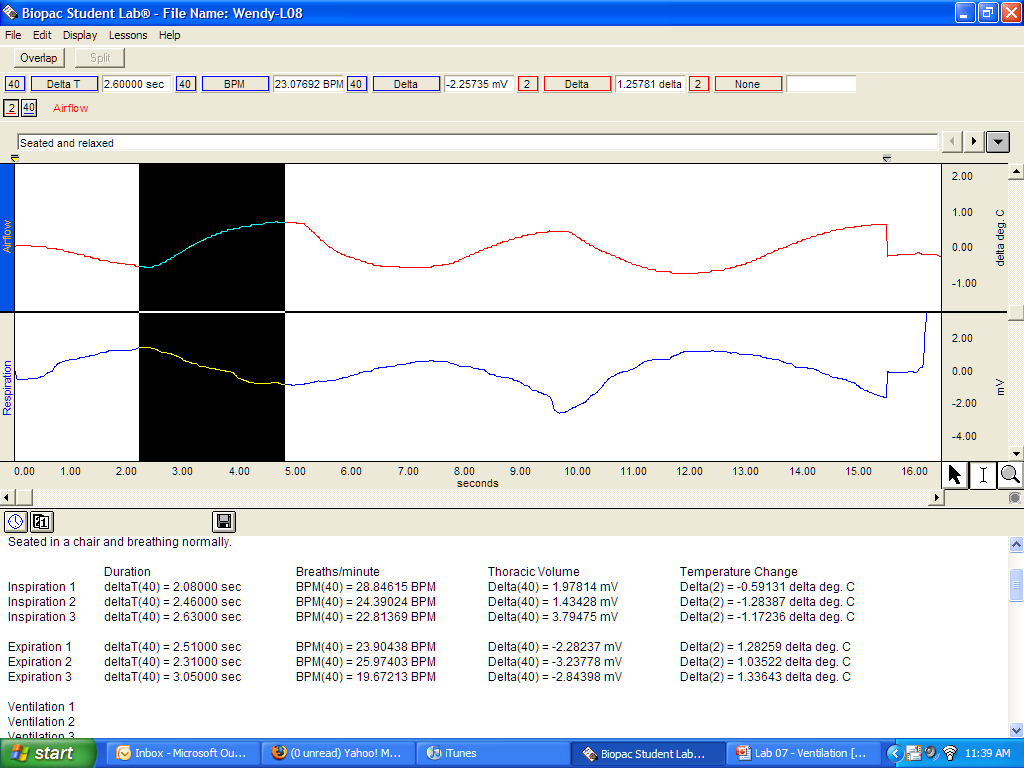 Biopac Student Lab® - File Name: Wendy-L08
File Edit Display Lessons Help
Overlap Split
40 Delta T 2.60000 sec 40 BPM 23.07692 BPM 40 Delta -2.25735 mV 2 Delta 1.25781 delta 2 None
2 40 Airflow
Seated and relaxed
Airflow
2.00
1.00
0.00
-1.00
delta deg. C
Respiration
2.00
0.00
-2.00
-4.00
mV
0.00 1.00 2.00 3.00 4.00 5.00 6.00 7.00 8.00 9.00 10.00 11.00 12.00 13.00 14.00 15.00 16.00
seconds
Seated in a chair and breathing normally.
Duration Breaths/minute Thoracic Volume Temperature Change
Inspiration 1 deltaT(40) = 2.08000 sec BPM(40) = 28.84615 BPM Delta(40) = 1.97814 mV Delta(2) = -0.59131 delta deg. C
Inspiration 2 deltaT(40) = 2.46000 sec BPM(40) = 24.39024 BPM Delta(40) = 1.43428 mV Delta(2) = -1.28387 delta deg. C
Inspiration 3 deltaT(40) = 2.63000 sec BPM(40) = 22.81369 BPM Delta(40) = 3.79475 mV Delta(2) = -1.17236 delta deg. C
Expiration 1 deltaT(40) = 2.51000 sec BPM(40) = 23.90438 BPM Delta(40) = -2.28237 mV Delta(2) = 1.28259 delta deg. C
Expiration 2 deltaT(40) = 2.31000 sec BPM(40) = 25.97403 BPM Delta(40) = -3.23778 mV Delta(2) = 1.03522 delta deg. C
Expiration 3 deltaT(40) = 3.05000 sec BPM(40) = 19.67213 BPM Delta(40) = -2.84398 mV Delta(2) = 1.33643 delta deg. C
Ventilation 1
Ventilation 2
Ventilation 3
start Inbox - Microsoft Ou... (0 unread) Yahoo! M... iTunes Biopac Student Lab... Lab 07 - Ventilation [... 11:39 AM